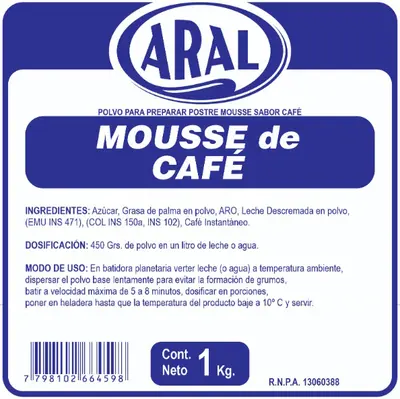 ARAL
POLVO PARA PREPARAR POSTRE MOUSSE SABOR CAFÉ
MOUSSE de
CAFÉ
INGREDIENTES: Azúcar, Grasa de palma en polvo, ARO, Leche Descremada en polvo,
(EMU INS 471), (COL INS 150a, INS 102), Café Instantáneo.
DOSIFICACIÓN: 450 Grs. de polvo en un litro de leche o agua.
MODO DE USO: En batidora planetaria verter leche (o agua) a temperatura ambiente,
dispersar el polvo base lentamente para evitar la formación de grumos,
batir a velocidad máxima de 5 a 8 minutos, dosificar en porciones,
poner en heladera hasta que la temperatura del producto baje a 10º C y servir.
Cont.
Neto 1 Kg.
7 798102 664598
R.N.P.A. 13060388